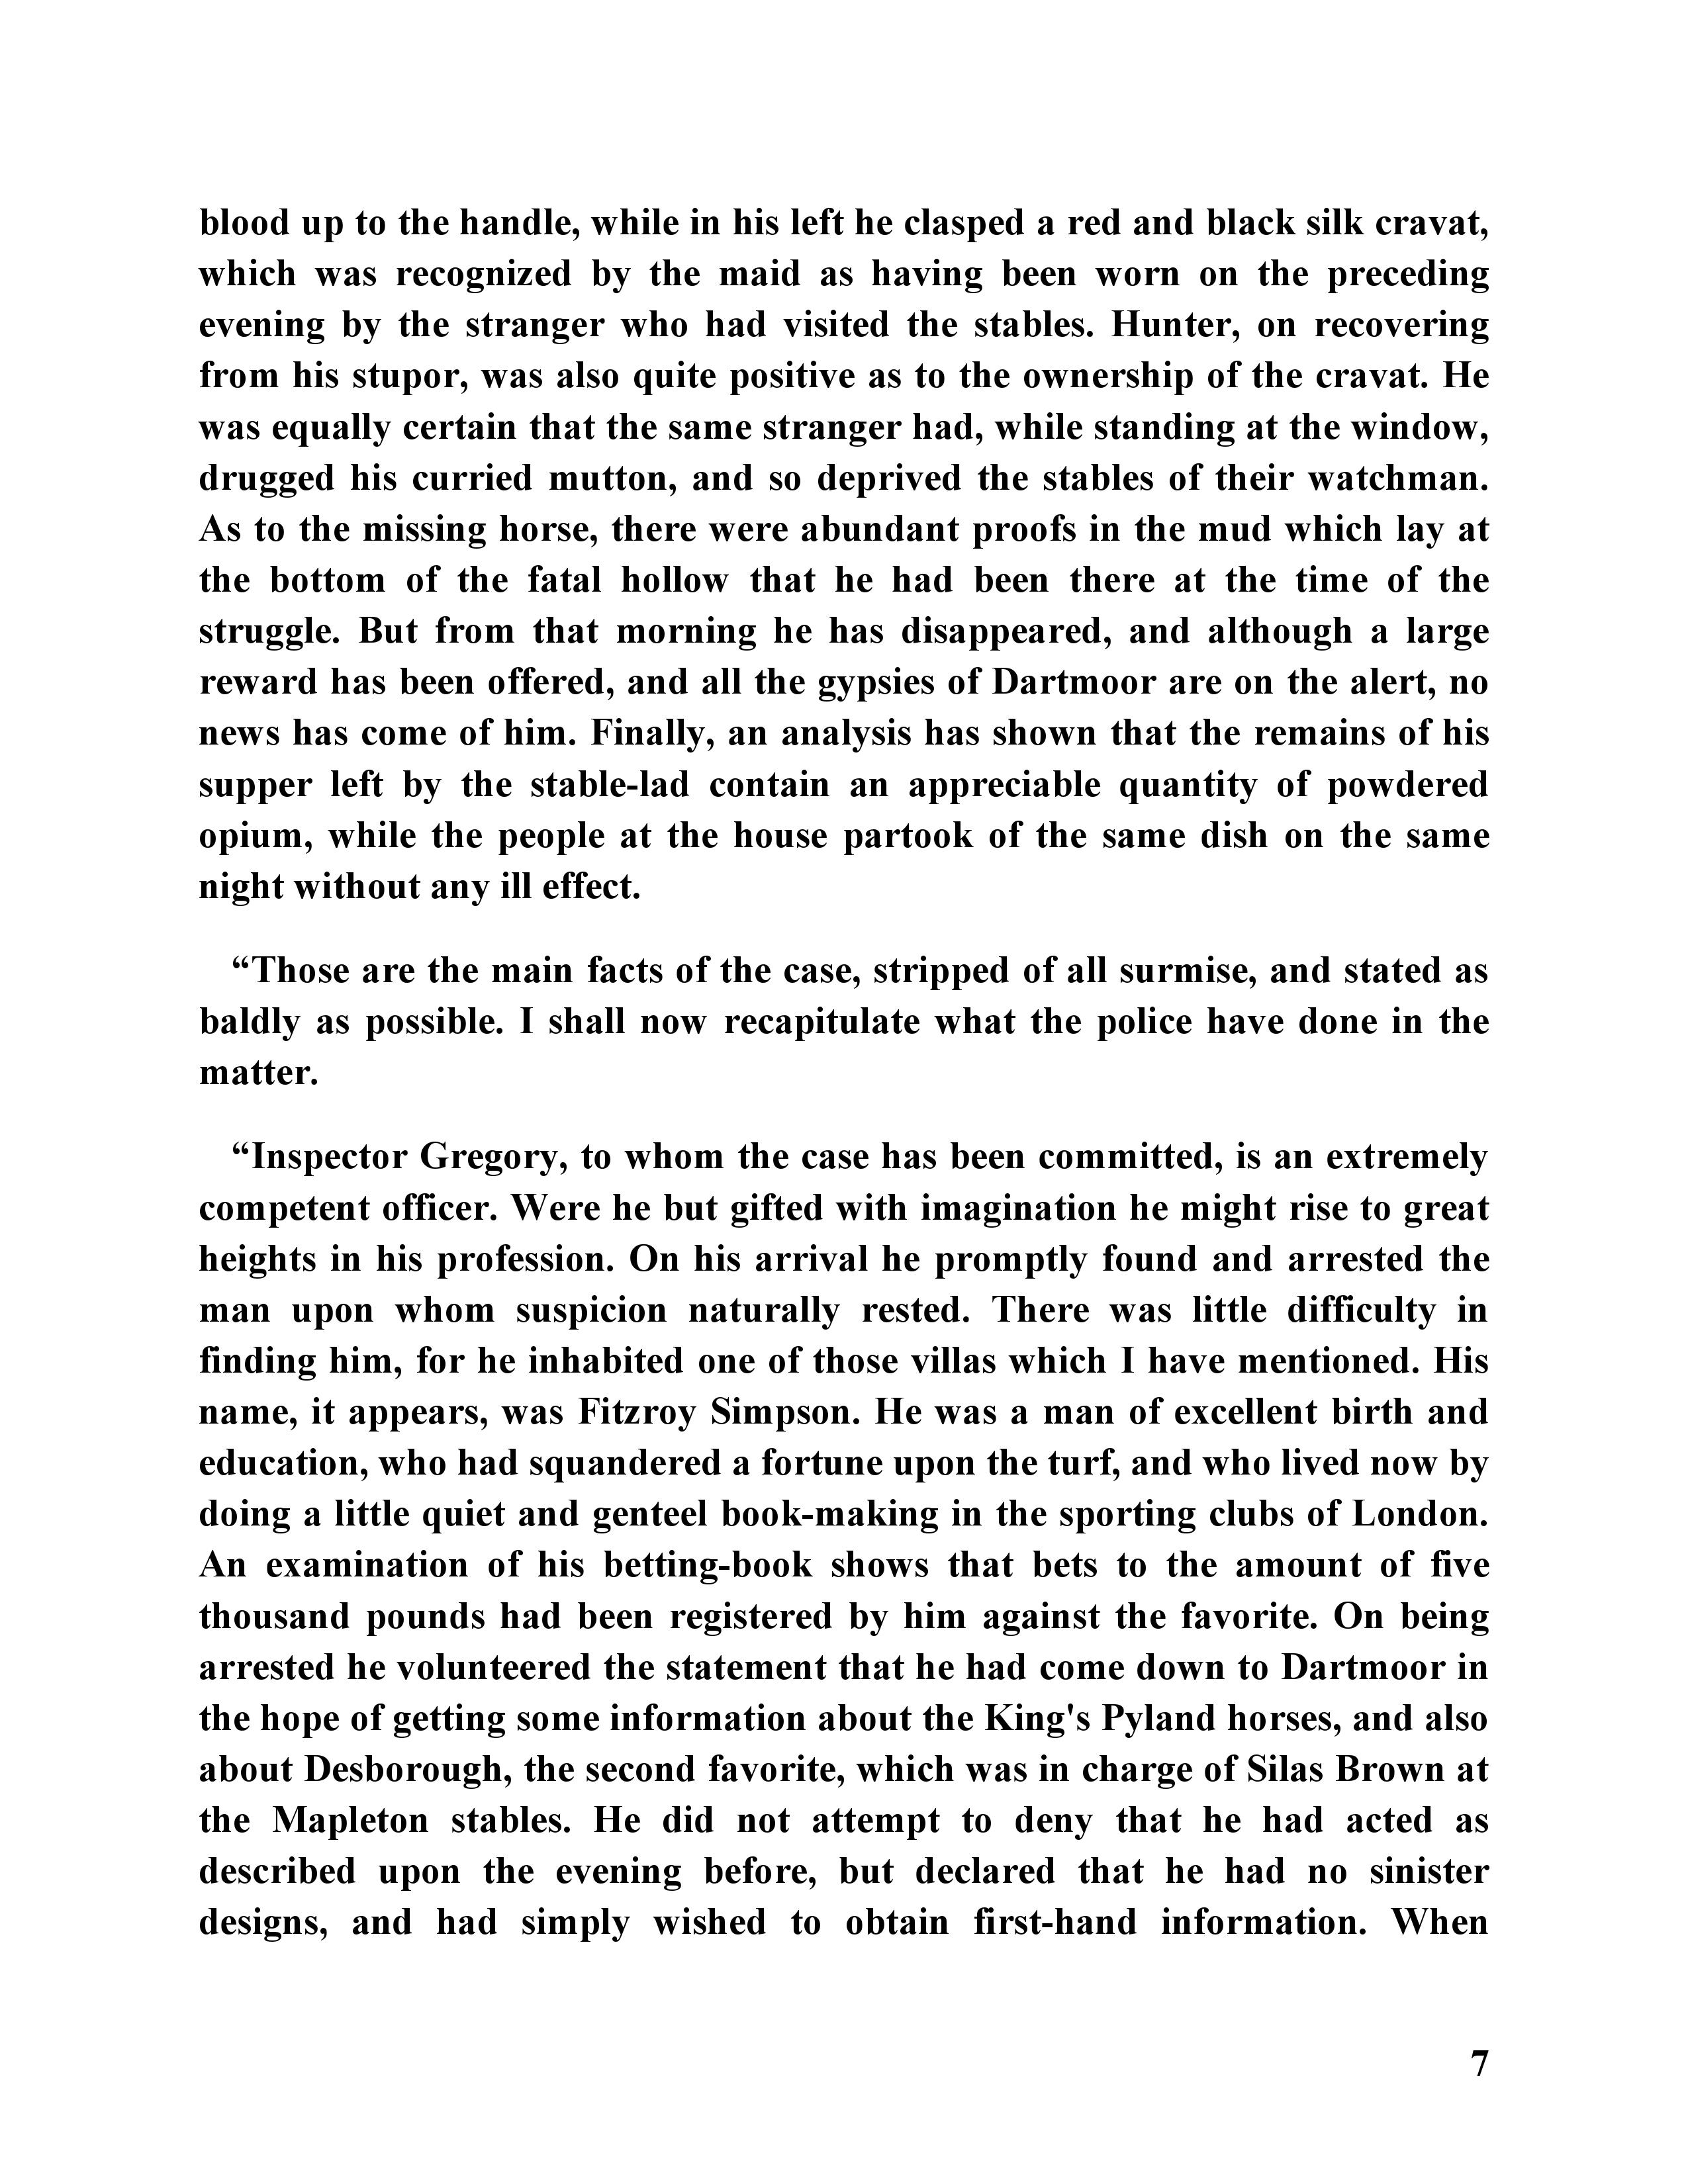 blood up to the handle, while in his left he clasped a red and black silk cravat,
which was recognized by the maid as having been worn on the preceding
evening by the stranger who had visited the stables. Hunter, on recovering
from his stupor, was also quite positive as to the ownership of the cravat. He
was equally certain that the same stranger had, while standing at the window,
drugged his curried mutton, and so deprived the stables of their watchman.
As to the missing horse, there were abundant proofs in the mud which lay at
the bottom of the fatal hollow that he had been there at the time of the
struggle. But from that morning he has disappeared, and although a large
reward has been offered, and all the gypsies of Dartmoor are on the alert, no
news has come of him. Finally, an analysis has shown that the remains of his
supper left by the stable-lad contain an appreciable quantity of powdered
opium, while the people at the house partook of the same dish on the same
night without any ill effect.
“Those are the main facts of the case, stripped of all surmise, and stated as
baldly as possible. I shall now recapitulate what the police have done in the
matter.
“Inspector Gregory, to whom the case has been committed, is an extremely
competent officer. Were he but gifted with imagination he might rise to great
heights in his profession. On his arrival he promptly found and arrested the
man upon whom suspicion naturally rested. There was little difficulty in
finding him, for he inhabited one of those villas which I have mentioned. His
name, it appears, was Fitzroy Simpson. He was a man of excellent birth and
education, who had squandered a fortune upon the turf, and who lived now by
doing a little quiet and genteel book-making in the sporting clubs of London.
An examination of his betting-book shows that bets to the amount of five
thousand pounds had been registered by him against the favorite. On being
arrested he volunteered the statement that he had come down to Dartmoor in
the hope of getting some information about the King's Pyland horses, and also
about Desborough, the second favorite, which was in charge of Silas Brown at
the Mapleton stables. He did not attempt to deny that he had acted as
described upon the evening before, but declared that he had no sinister
designs, and had simply wished to obtain first-hand information. When
7